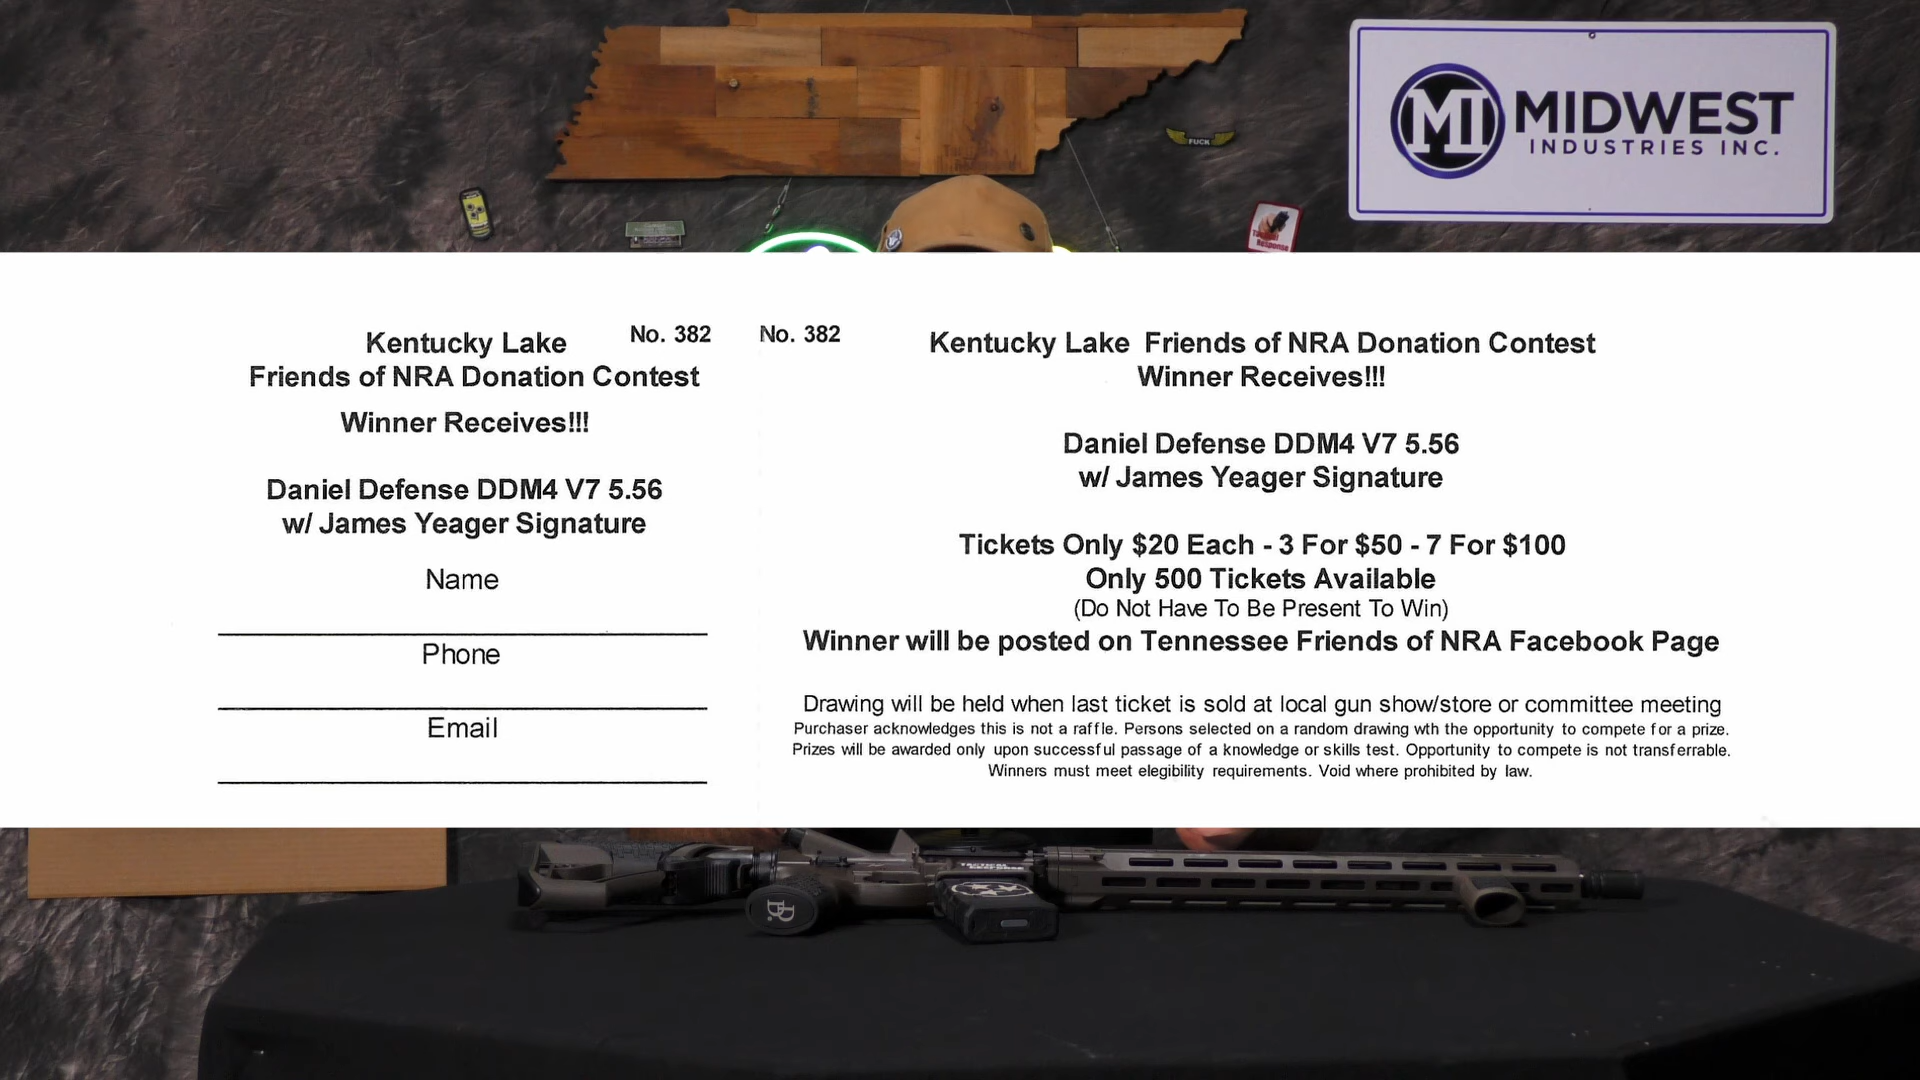 MI MIDWEST
INDUSTRIES INC.
FUCK
Tactical
Response
Kentucky Lake
No. 382
Friends of NRA Donation Contest
Winner Receives!!!
Daniel Defense DDM4 V7 5.56
w/ James Yeager Signature
Name
Phone
Email
No. 382
Kentucky Lake Friends of NRA Donation Contest
Winner Receives!!!
Daniel Defense DDM4 V7 5.56
w/ James Yeager Signature
Tickets Only $20 Each - 3 For $50 - 7 For $100
Only 500 Tickets Available
(Do Not Have To Be Present To Win)
Winner will be posted on Tennessee Friends of NRA Facebook Page
Drawing will be held when last ticket is sold at local gun show/store or committee meeting
Purchaser acknowledges this is not a raffle. Persons selected on a random drawing wth the opportunity to compete for a prize.
Prizes will be awarded only upon successful passage of a knowledge or skills test. Opportunity to compete is not transferrable.
Winners must meet elegibility requirements. Void where prohibited by law.
TACTICAL
RESPONSE
D.D.